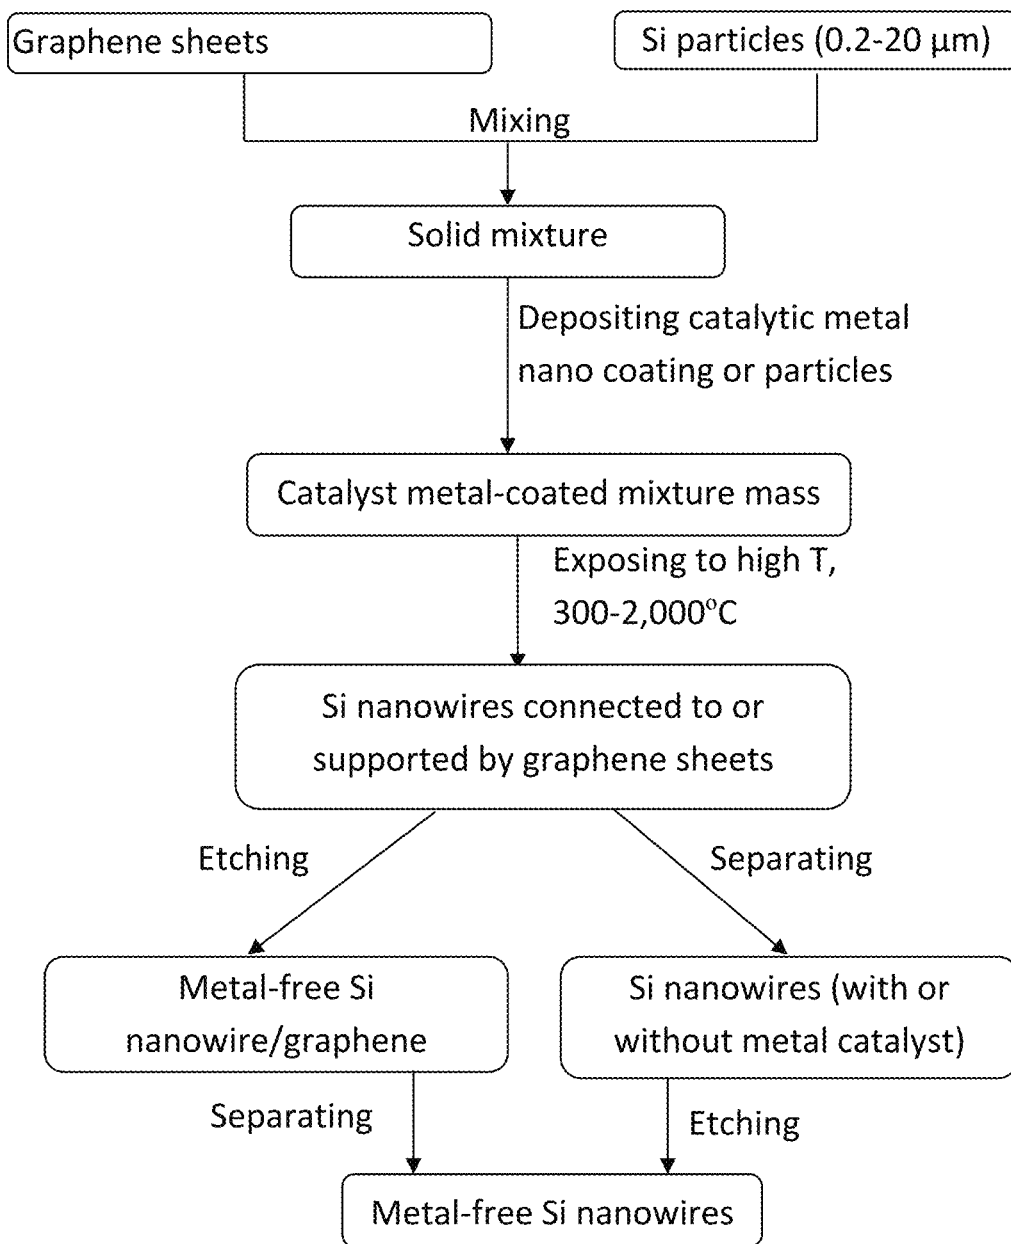 Graphene sheets
Si particles (0.2-20 µm)
Mixing
Solid mixture
Depositing catalytic metal
nano coating or particles
Catalyst metal-coated mixture mass
Exposing to high T,
300-2,000°C
Si nanowires connected to or
supported by graphene sheets
Etching
Separating
Metal-free Si
nanowire/graphene
Si nanowires (with or
without metal catalyst)
Separating
Etching
Metal-free Si nanowires